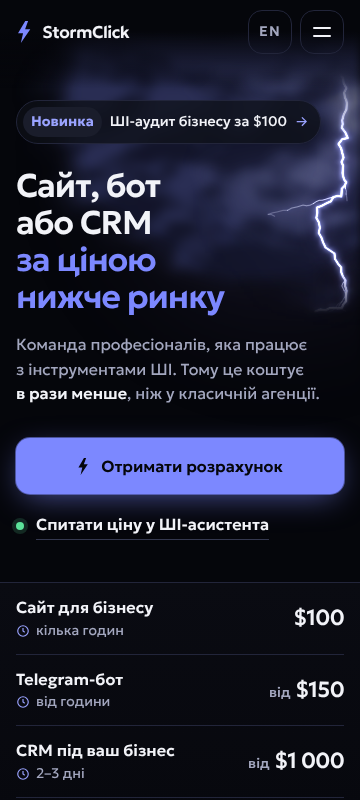 StormClick
EN
Новинка ШІ-аудит бізнесу за $100 →
Сайт, бот
або CRM
за ціною
нижче ринку
Команда професіоналів, яка працює
з інструментами ШІ. Тому це коштує
в рази менше, ніж у класичній агенції.
Отримати розрахунок
Спитати ціну у ШІ-асистента
Сайт для бізнесу
$100
кілька годин
Telegram-бот
від $150
від години
CRM під ваш бізнес
від $1 000
2–3 дні